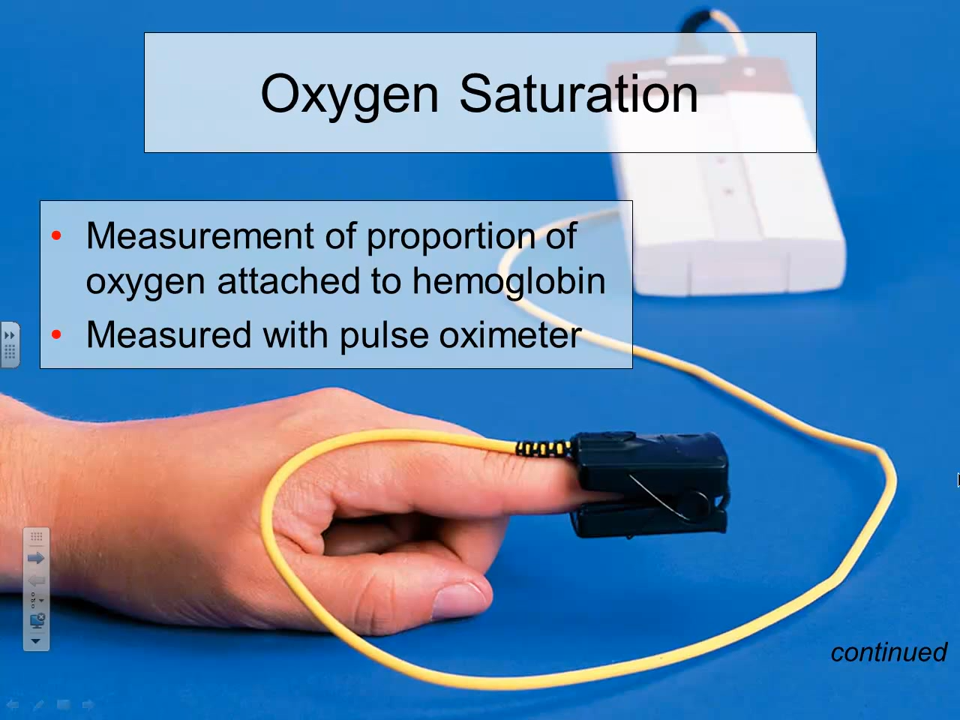 Oxygen Saturation
• Measurement of proportion of
oxygen attached to hemoglobin
• Measured with pulse oximeter
continued